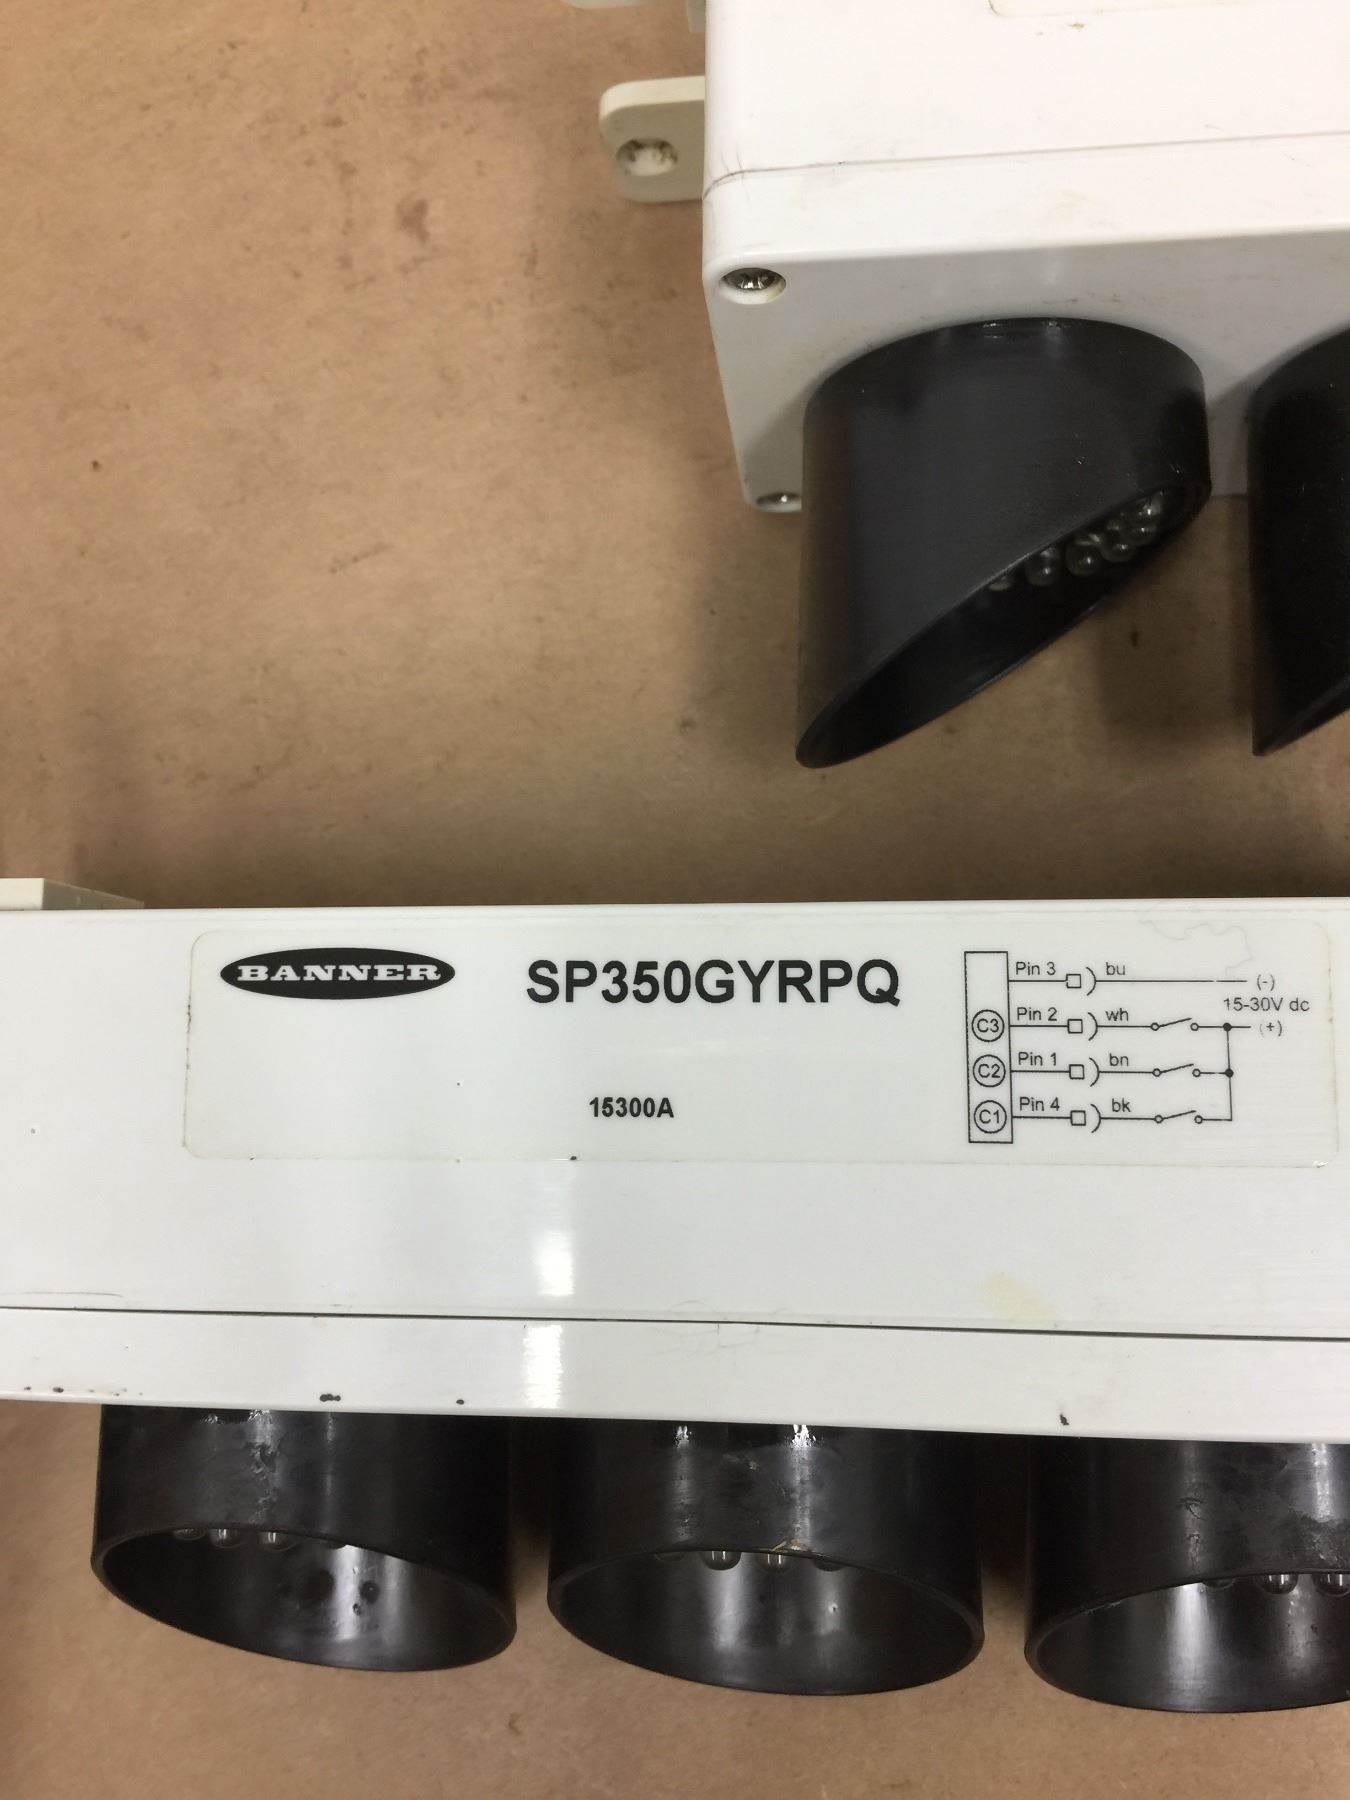 BANNER
SP350GYRPQ
15300A
Pin 3 bu (-)
15-30V dc
C3 Pin 2 wh (+)
C2 Pin 1 bn
C1 Pin 4 bk